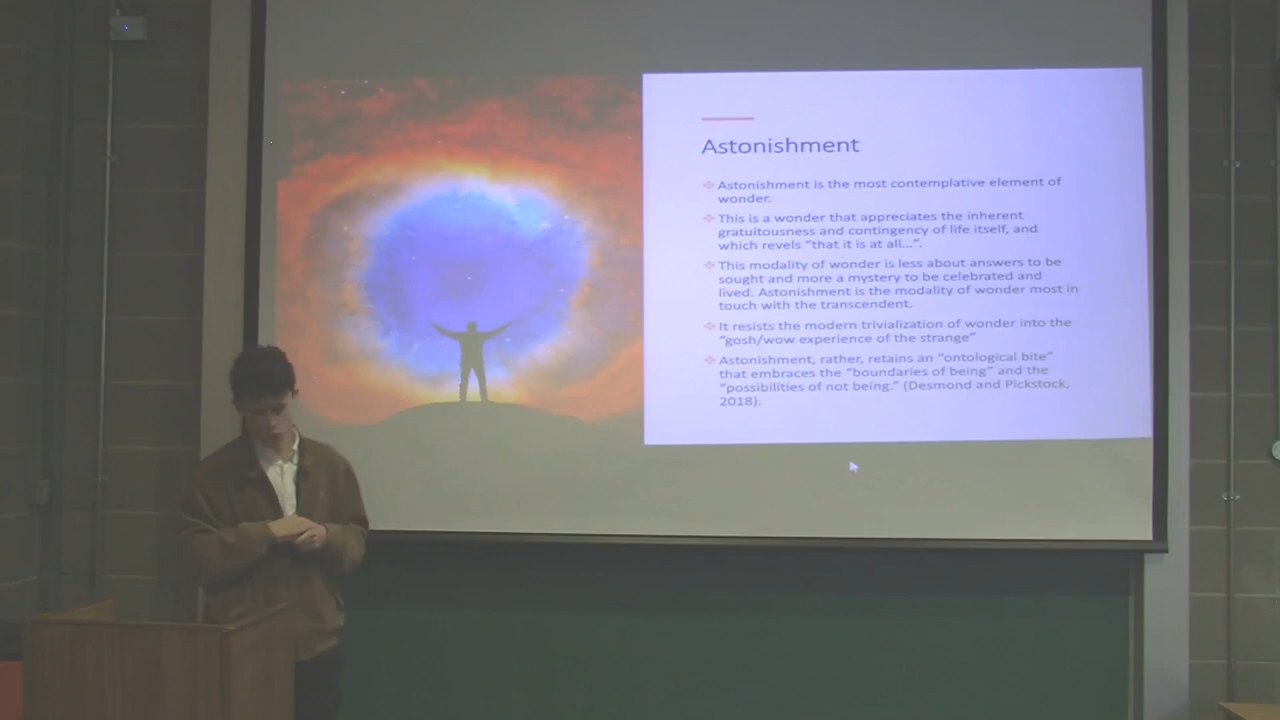 Astonishment
Astonishment is the most contemplative element of
wonder.
This is a wonder that appreciates the inherent
gratuitousness and contingency of life itself, and
which revels “that it is at all...”.
This modality of wonder is less about answers to be
sought and more a mystery to be celebrated and
lived. Astonishment is the modality of wonder most in
touch with the transcendent.
It resists the modern trivialization of wonder into the
“gosh/wow experience of the strange”
Astonishment, rather, retains an “ontological bite”
that embraces the “boundaries of being” and the
“possibilities of not being.” (Desmond and Pickstock,
2018).